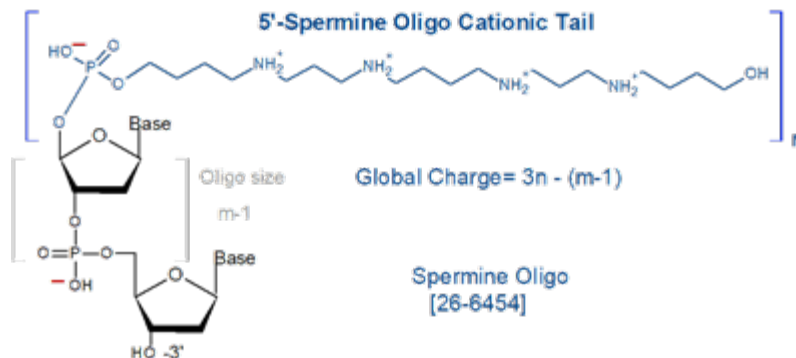 5'-Spermine Oligo Cationic Tail
HO
O
P
O
NH2+
NH2+
NH2+
NH2+
OH
n
O
Base
O
Oligo size
m-1
Global Charge= 3n - (m-1)
O
O=P-O
OH
Base
O
Spermine Oligo
[26-6454]
HO -3'